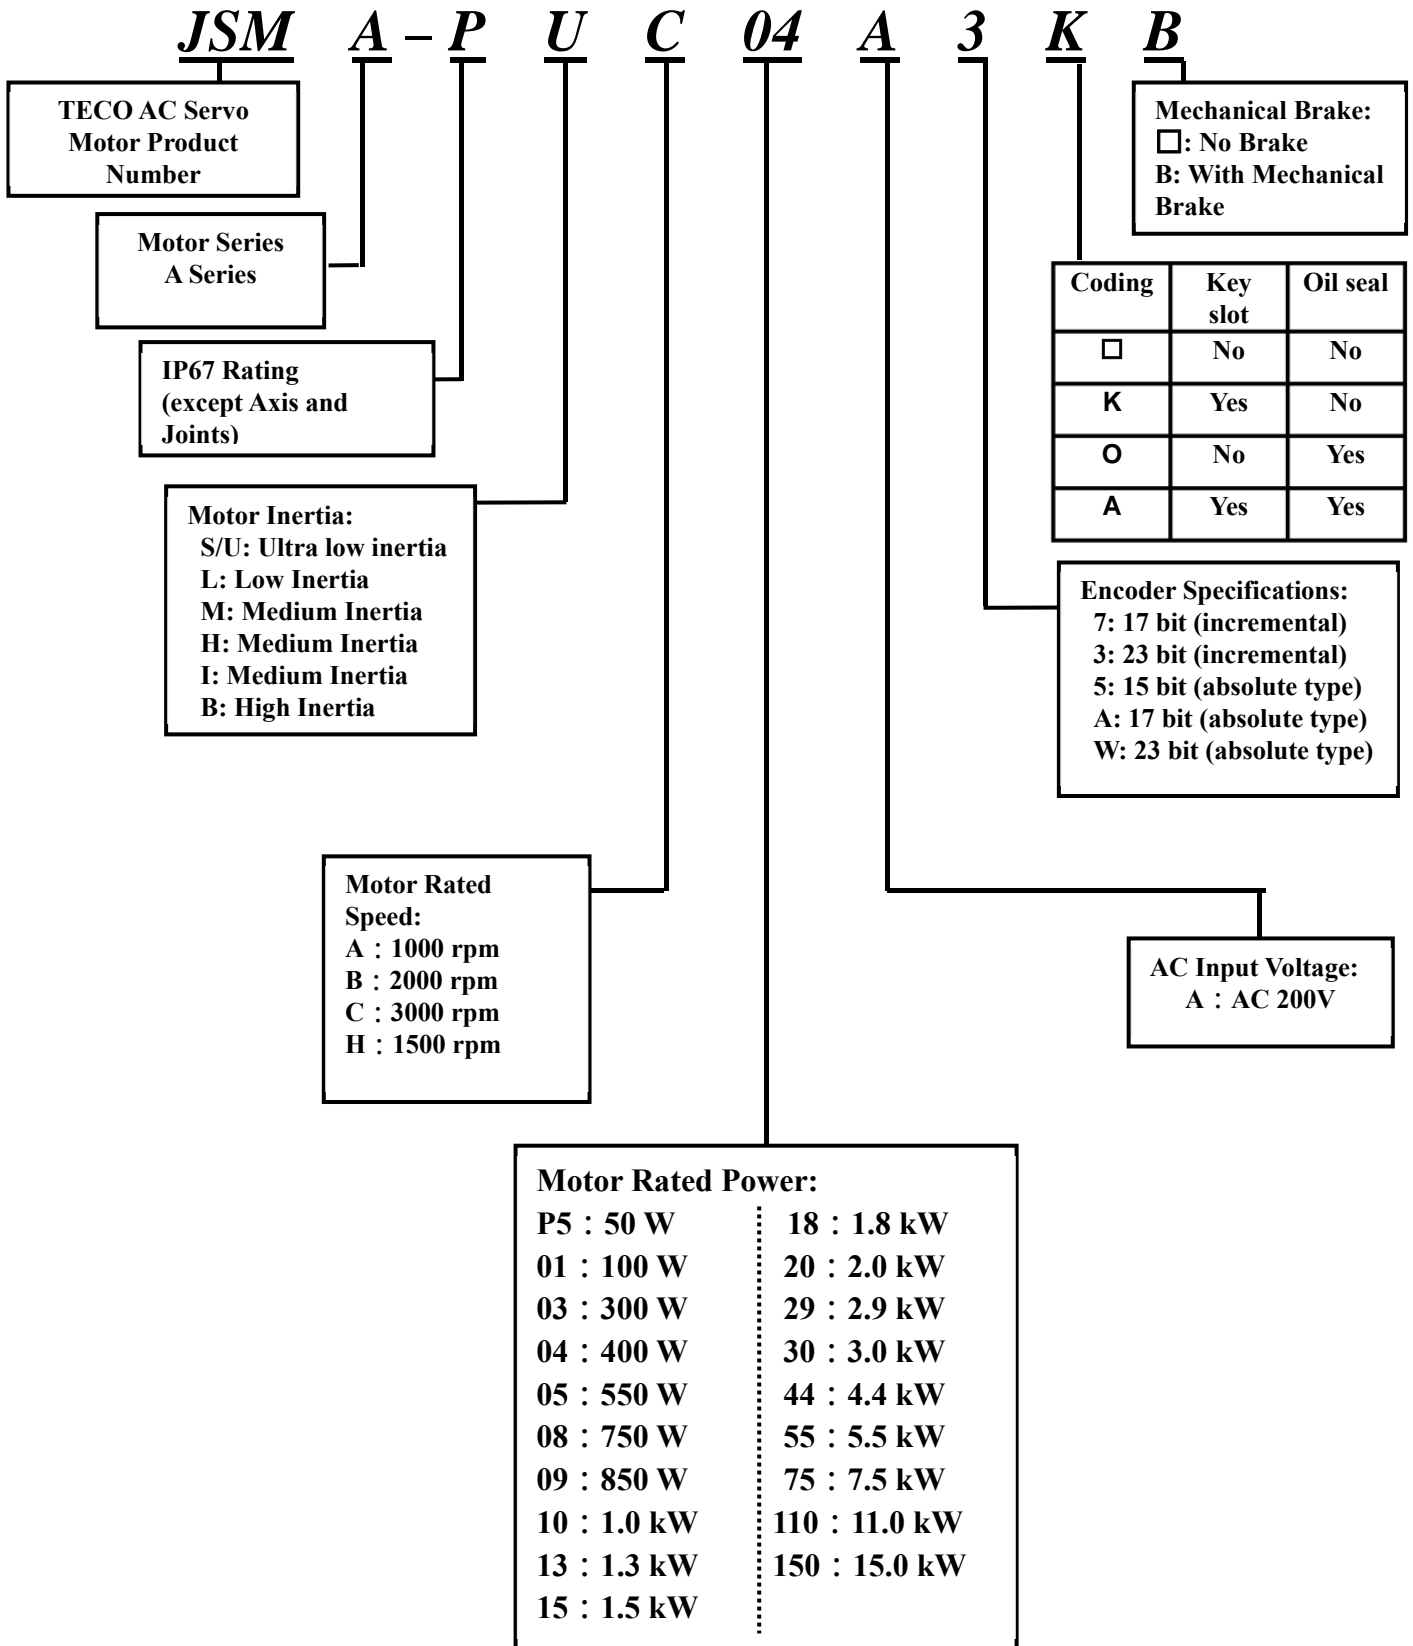 JSM A – P U C 04 A 3 K B
TECO AC Servo
Motor Product
Number
Motor Series
A Series
IP67 Rating
(except Axis and
Joints)
Motor Inertia:
S/U: Ultra low inertia
L: Low Inertia
M: Medium Inertia
H: Medium Inertia
I: Medium Inertia
B: High Inertia
Motor Rated
Speed:
A：1000 rpm
B：2000 rpm
C：3000 rpm
H：1500 rpm
Motor Rated Power:
P5：50 W
01：100 W
03：300 W
04：400 W
05：550 W
08：750 W
09：850 W
10：1.0 kW
13：1.3 kW
15：1.5 kW
18：1.8 kW
20：2.0 kW
29：2.9 kW
30：3.0 kW
44：4.4 kW
55：5.5 kW
75：7.5 kW
110：11.0 kW
150：15.0 kW
AC Input Voltage:
A：AC 200V
Encoder Specifications:
7: 17 bit (incremental)
3: 23 bit (incremental)
5: 15 bit (absolute type)
A: 17 bit (absolute type)
W: 23 bit (absolute type)
Coding Key slot Oil seal
□ No No
K Yes No
O No Yes
A Yes Yes
Mechanical Brake:
□: No Brake
B: With Mechanical
Brake